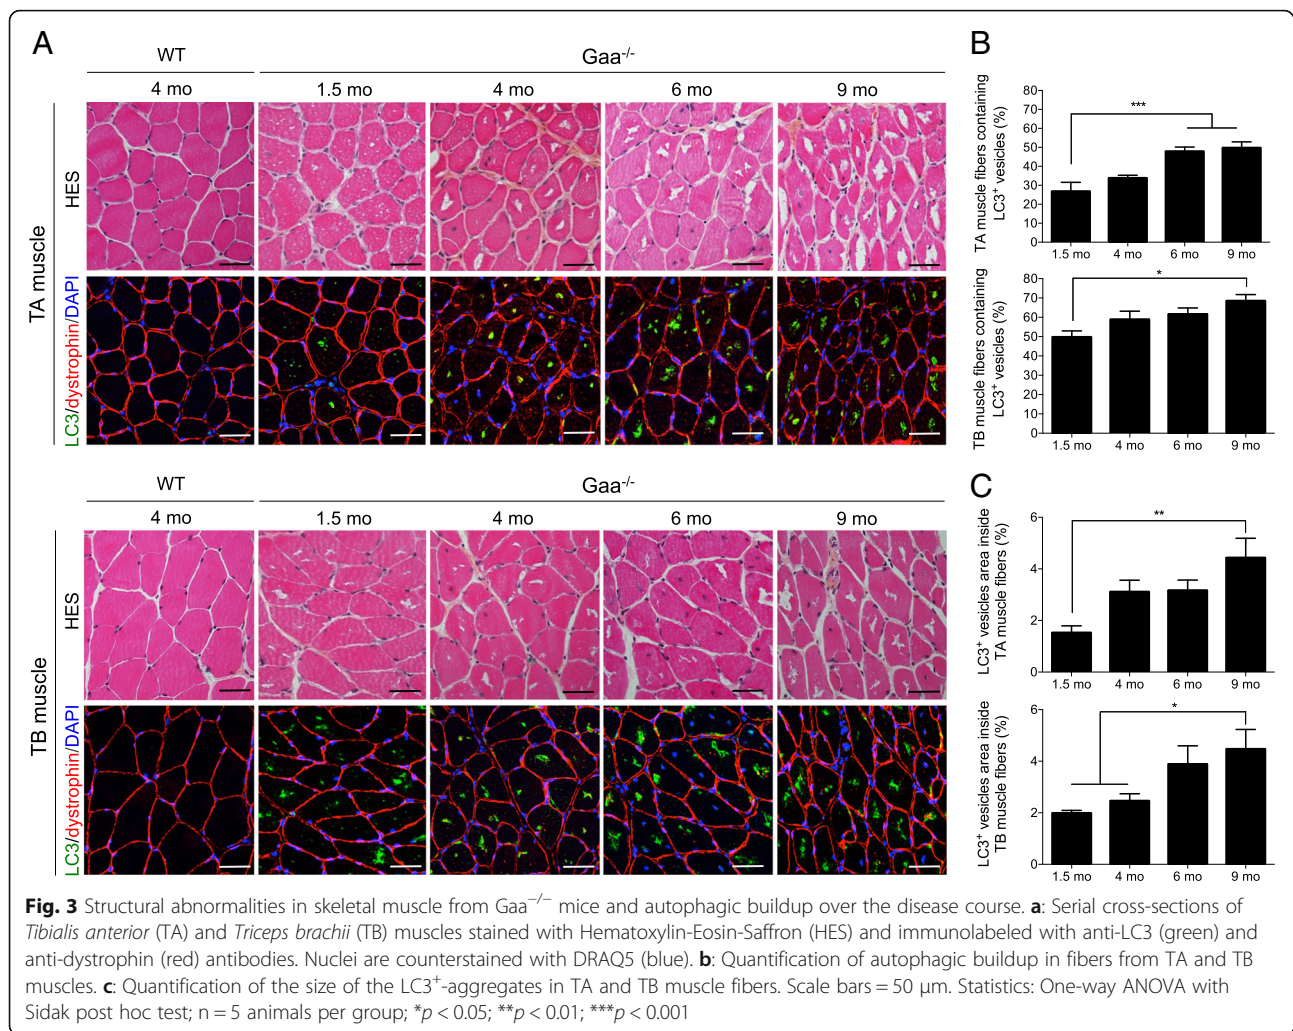 A
WT
Gaa-/-
4 mo
1.5 mo
4 mo
6 mo
9 mo
TA muscle
HES
LC3/dystrophin/DAPI
WT
Gaa-/-
4 mo
1.5 mo
4 mo
6 mo
9 mo
TB muscle
HES
LC3/dystrophin/DAPI
B
TA muscle fibers containing
LC3+ vesicles (%)
80
70
60
50
40
30
20
10
0
***
1.5 mo
4 mo
6 mo
9 mo
TB muscle fibers containing
LC3+ vesicles (%)
80
70
60
50
40
30
20
10
0
*
1.5 mo
4 mo
6 mo
9 mo
C
LC3+ vesicles area inside
TA muscle fibers (%)
6
4
2
0
**
1.5 mo
4 mo
6 mo
9 mo
LC3+ vesicles area inside
TB muscle fibers (%)
6
4
2
0
*
1.5 mo
4 mo
6 mo
9 mo
Fig. 3 Structural abnormalities in skeletal muscle from Gaa−/− mice and autophagic buildup over the disease course. a: Serial cross-sections of
Tibialis anterior (TA) and Triceps brachii (TB) muscles stained with Hematoxylin-Eosin-Saffron (HES) and immunolabeled with anti-LC3 (green) and
anti-dystrophin (red) antibodies. Nuclei are counterstained with DRAQ5 (blue). b: Quantification of autophagic buildup in fibers from TA and TB
muscles. c: Quantification of the size of the LC3+-aggregates in TA and TB muscle fibers. Scale bars = 50 μm. Statistics: One-way ANOVA with
Sidak post hoc test; n = 5 animals per group; *p < 0.05; **p < 0.01; ***p < 0.001